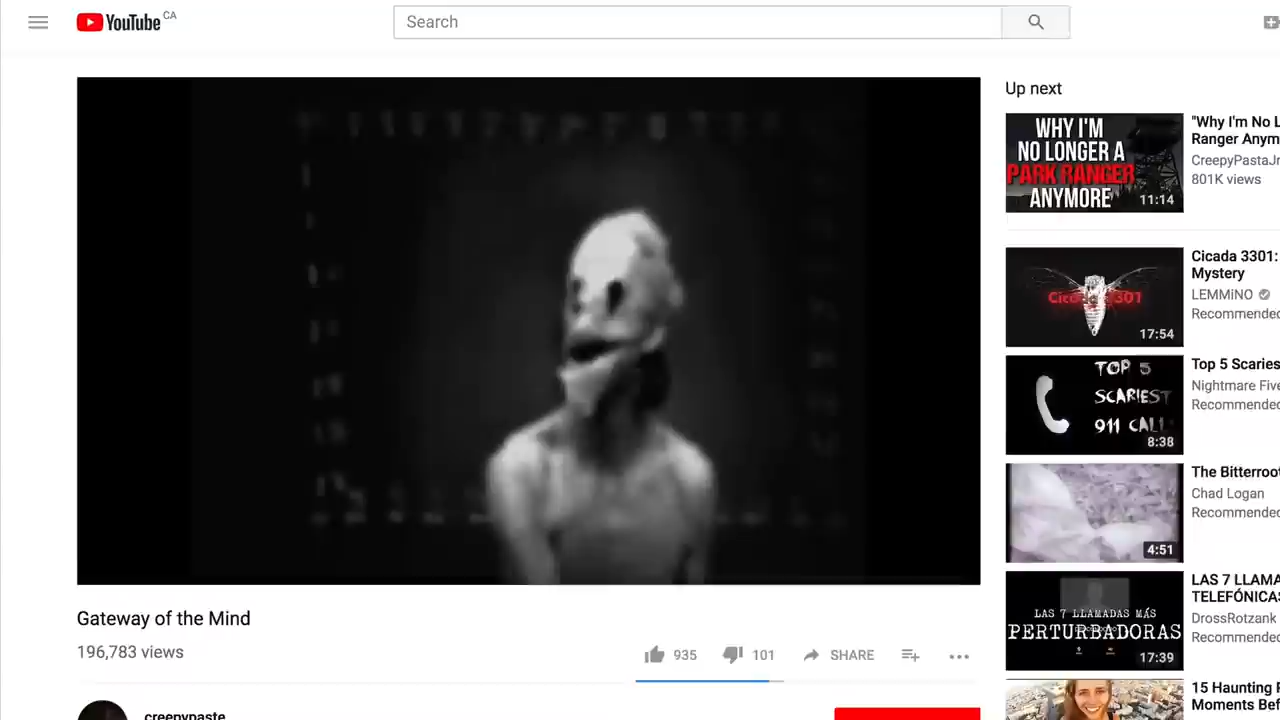 YouTube CA
Search
Up next
WHY I'M
NO LONGER A
PARK RANGER
ANYMORE
11:14
"Why I'm No L
Ranger Anym
CreepyPastaJr
801K views
Cicada 3301
17:54
Cicada 3301:
Mystery
LEMMiNO
Recommended
TOP 5
SCARIEST
911 CALL
8:38
Top 5 Scaries
Nightmare Five
Recommended
4:51
The Bitterroot
Chad Logan
Recommended
LAS 7 LLAMADAS MÁS
PERTURBADORAS
17:39
LAS 7 LLAMA
TELEFÓNICAS
DrossRotzank
Recommended
15 Haunting P
Moments Bef
Gateway of the Mind
196,783 views
935
101
SHARE
creepypaste